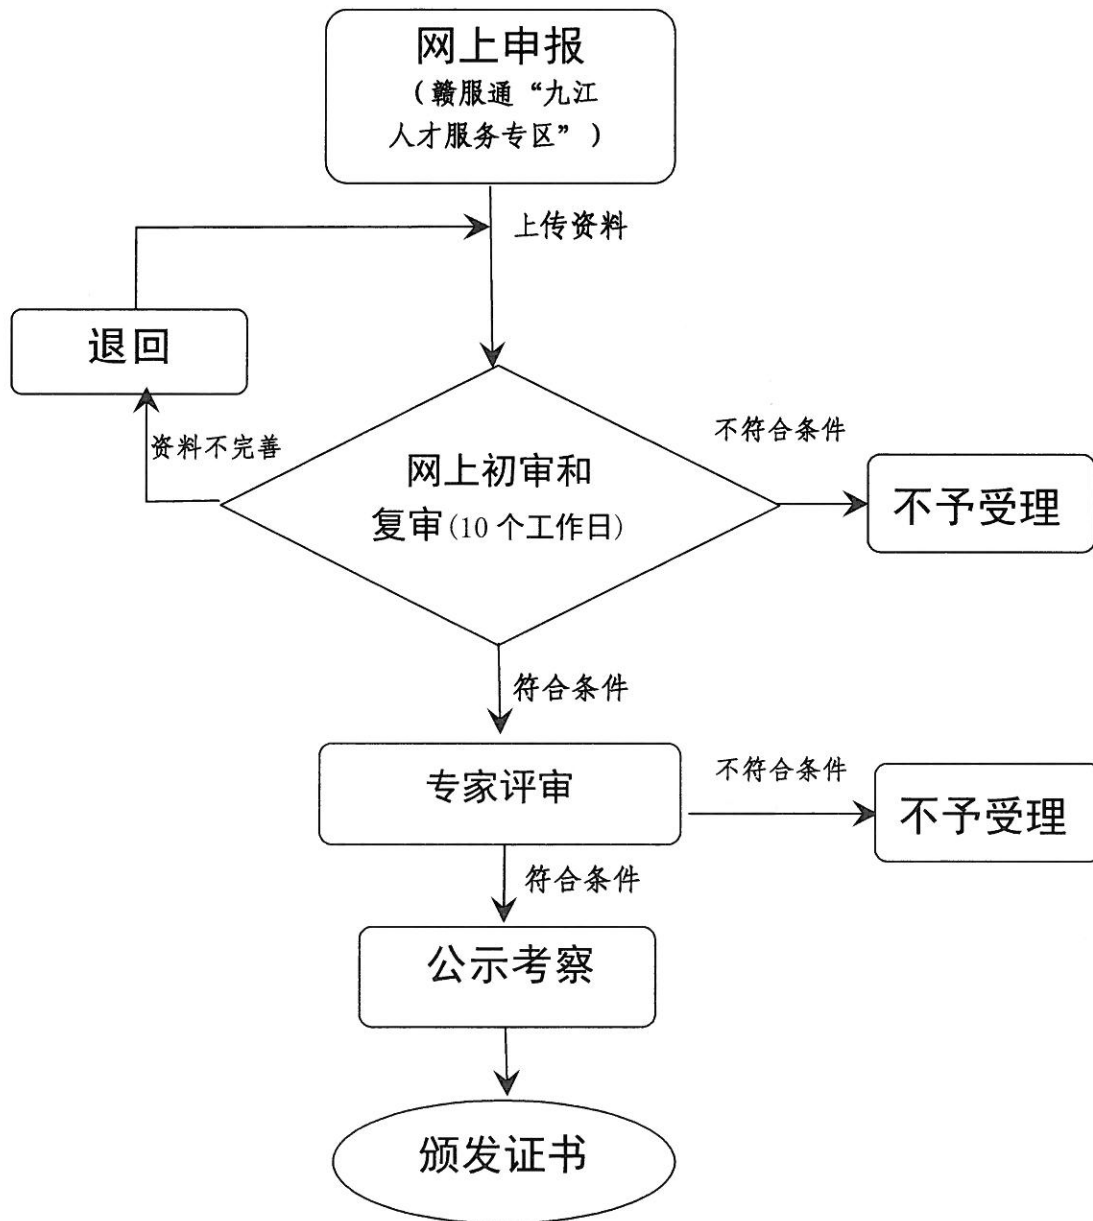 网上申报
（赣服通“九江
人才服务专区”）
上传资料
退回
资料不完善
不符合条件
网上初审和
复审(10 个工作日)
不予受理
符合条件
专家评审
不符合条件
不予受理
符合条件
公示考察
颁发证书